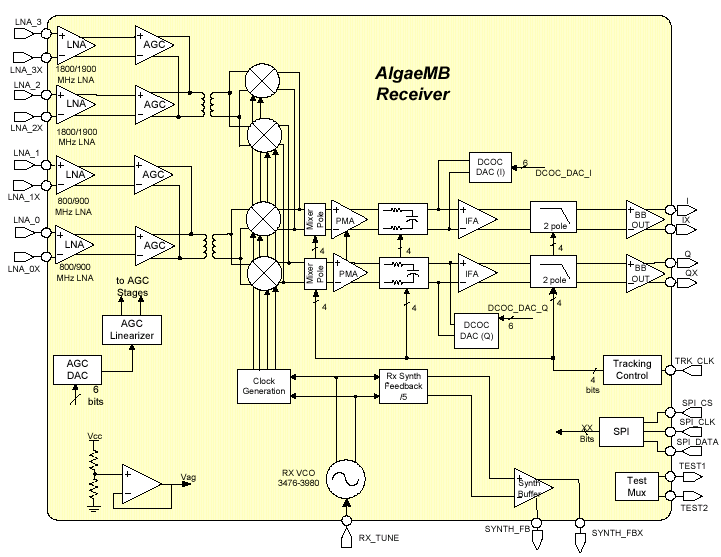 AlgaeMB
Receiver
LNA_3
LNA_3X
LNA_2
LNA_2X
LNA_1
LNA_1X
LNA_0
LNA_0X
LNA
AGC
1800/1900
MHz LNA
LNA
AGC
1800/1900
MHz LNA
LNA
AGC
800/900
MHz LNA
LNA
AGC
800/900
MHz LNA
DCOC
DAC (I)
6
DCOC_DAC_I
Mixer
Pole
4
PMA
4
IFA
2 pole
4
BB
OUT
I
IX
Mixer
Pole
4
PMA
4
IFA
2 pole
4
BB
OUT
Q
QX
DCOC_DAC_Q
6
DCOC
DAC (Q)
to AGC
Stages
AGC
Linearizer
AGC
DAC
6
bits
Clock
Generation
Rx Synth
Feedback
/5
4
bits
Tracking
Control
TRK_CLK
SPI_CS
SPI_CLK
SPI_DATA
XX
Bits
SPI
Vcc
Vag
RX VCO
3476-3980
RX_TUNE
Synth
Buffer
SYNTH_FB
SYNTH_FBX
Test
Mux
TEST1
TEST2